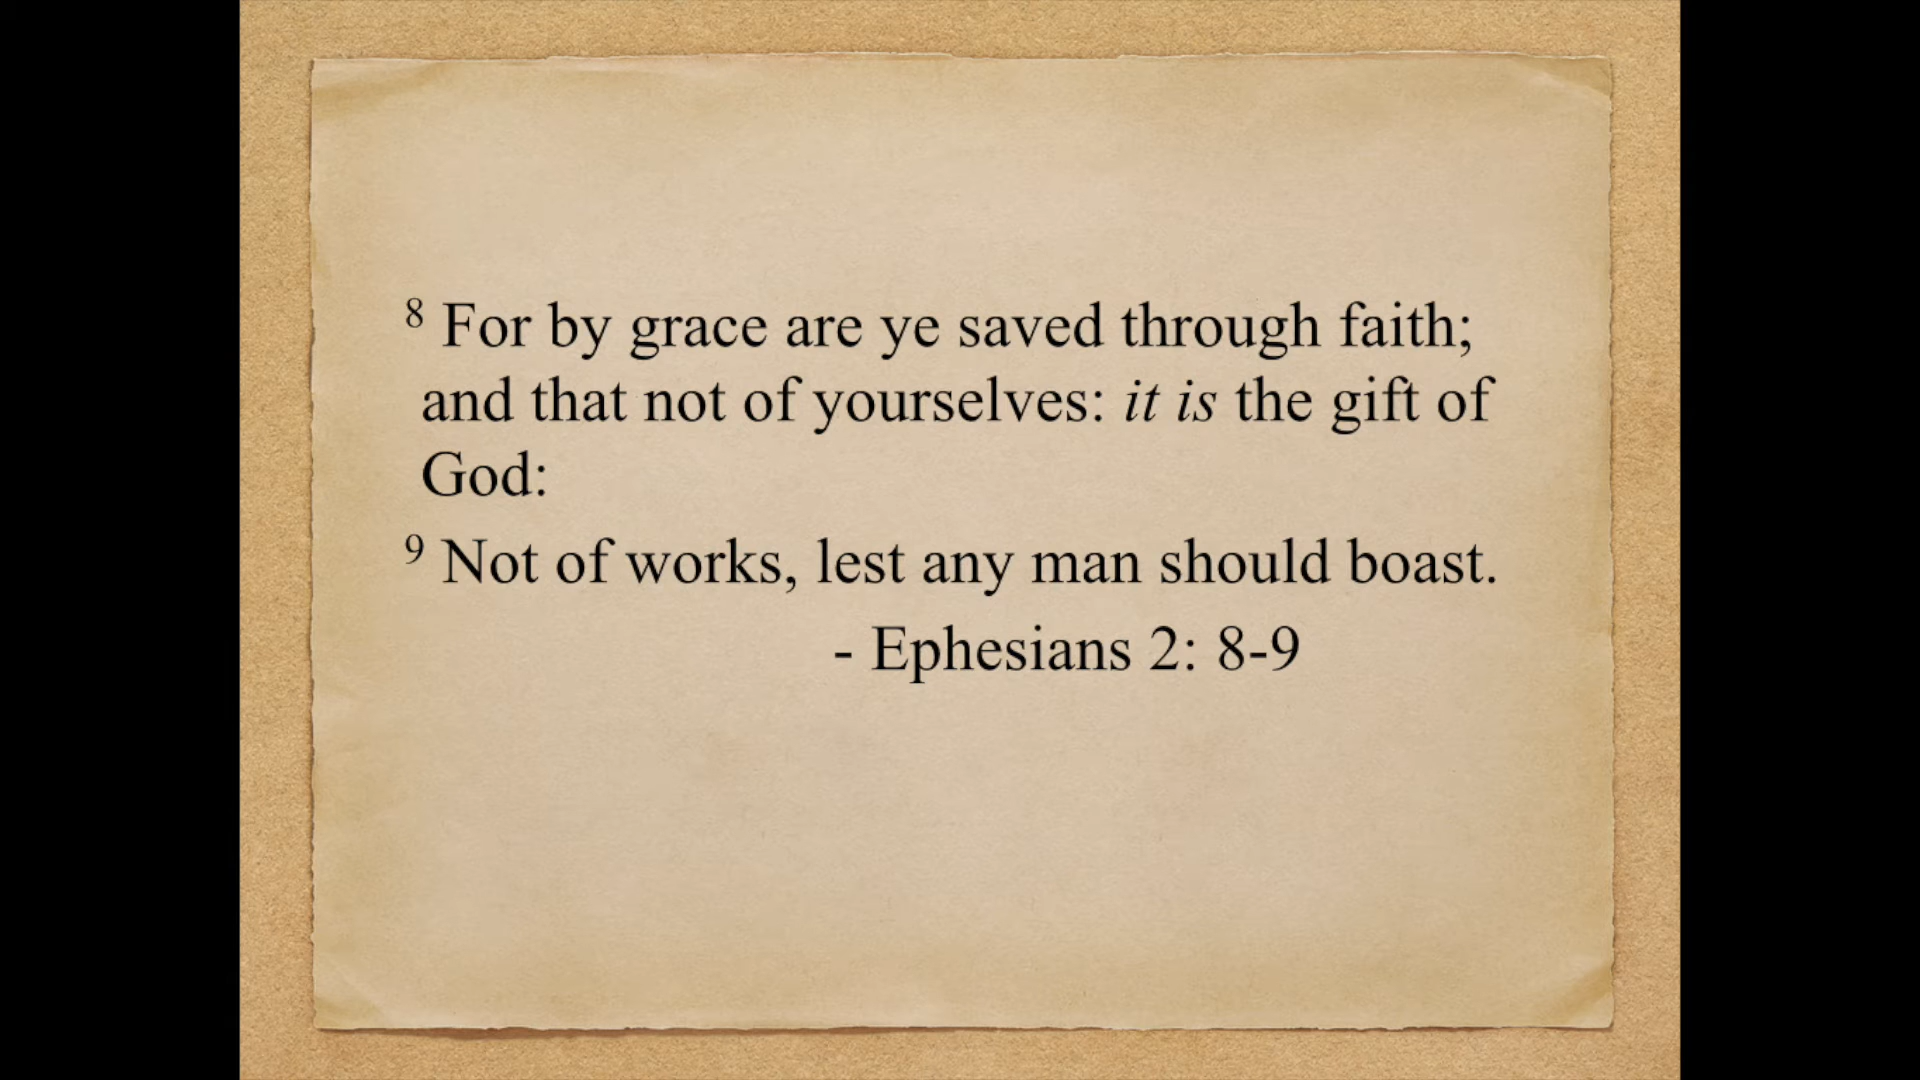 8 For by grace are ye saved through faith;
and that not of yourselves: it is the gift of
God:
9 Not of works, lest any man should boast.
- Ephesians 2: 8-9